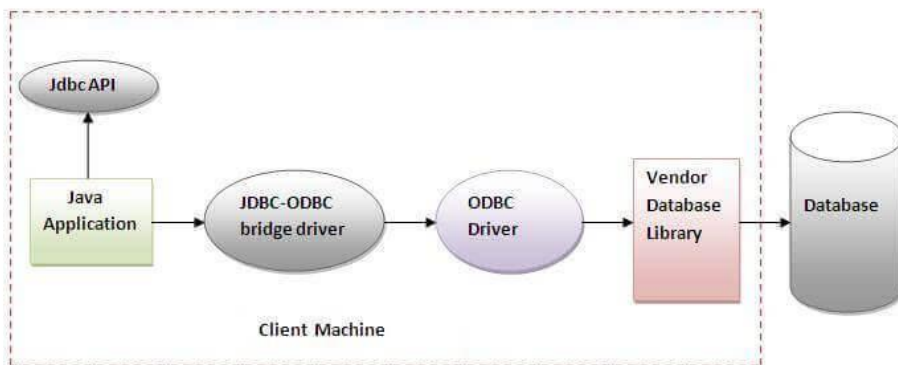 Jdbc API
Java
Application
JDBC-ODBC
bridge driver
ODBC
Driver
Vendor
Database
Library
Database
Client Machine